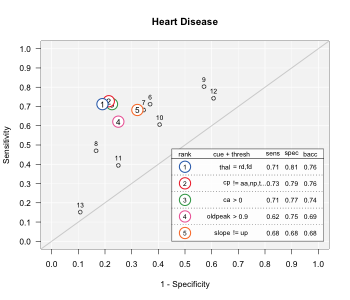 Heart Disease
Sensitivity
1.0
0.9
0.8
0.7
0.6
0.5
0.4
0.3
0.2
0.1
0.0
9
12
6
7
10
8
11
13
1
2
4
5
rank cue + thresh sens spec bacc
1 thal = rd,fd 0.71 0.81 0.76
2 cp != aa,np,t... 0.73 0.79 0.76
3 ca > 0 0.71 0.77 0.74
4 oldpeak > 0.9 0.62 0.75 0.69
5 slope != up 0.68 0.68 0.68
0.0 0.1 0.2 0.3 0.4 0.5 0.6 0.7 0.8 0.9 1.0
1 - Specificity